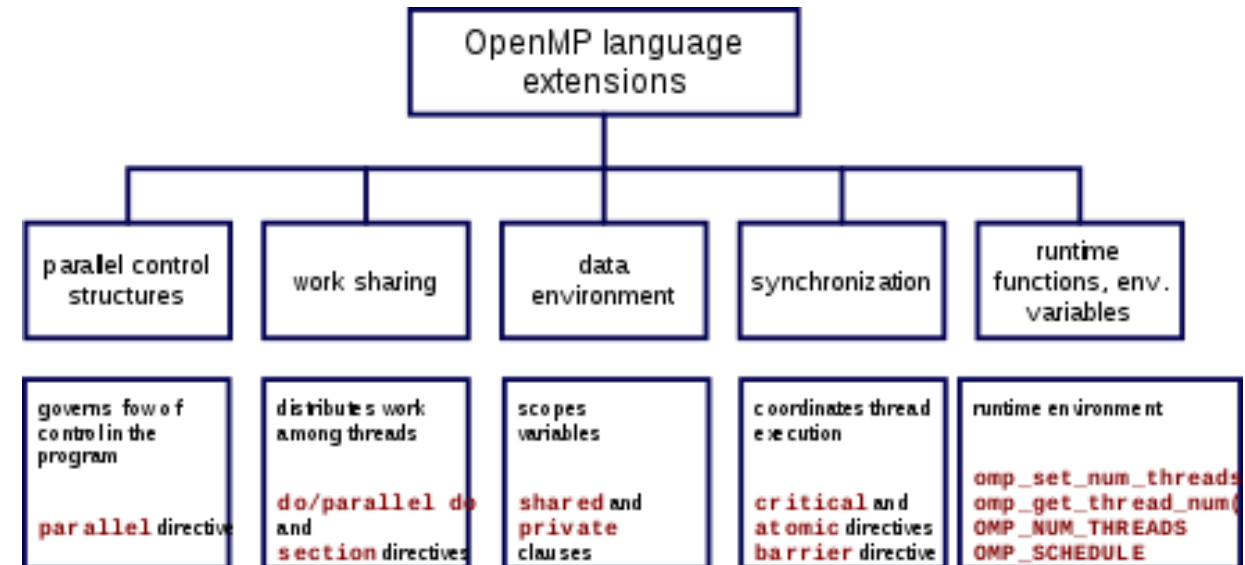 OpenMP language
extensions
parallel control
structures
work sharing
data
environment
synchronization
runtime
functions, env.
variables
governs flow of
control in the
program
parallel directive
distributes work
among threads
do/parallel do
and
section directives
scopes
variables
shared and
private
clauses
coordinates thread
execution
critical and
atomic directives
barrier directive
runtime environment
omp_set_num_threads
omp_get_thread_num(
OMP_NUM_THREADS
OMP_SCHEDULE